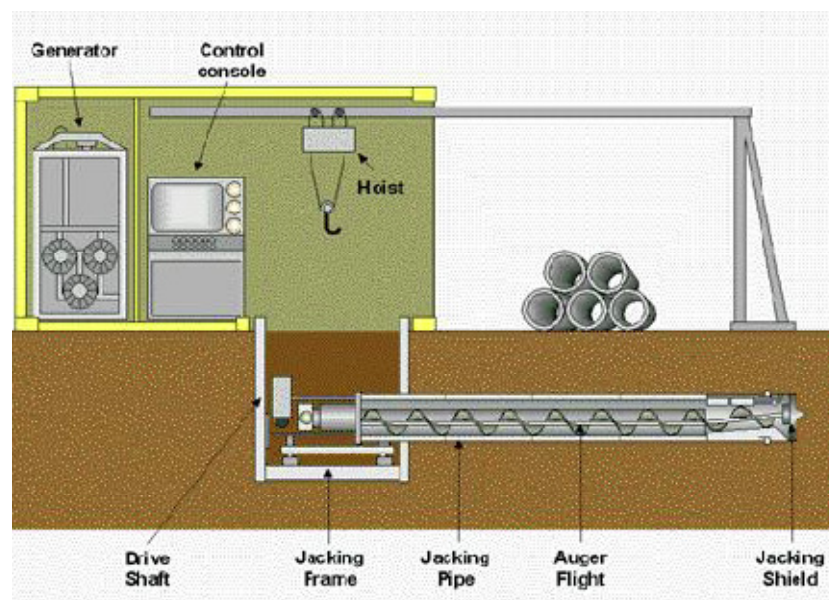 Generator
Control
console
Hoist
Drive
Shaft
Jacking
Frame
Jacking
Pipe
Auger
Flight
Jacking
Shield